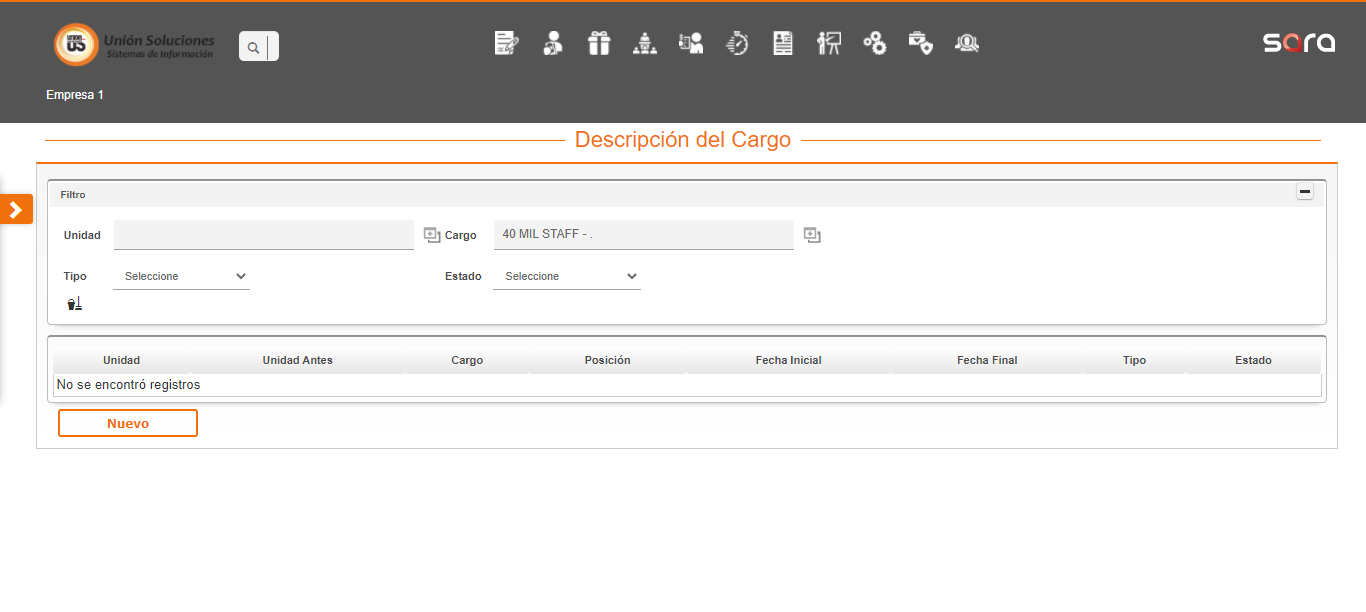 UNION
US
Unión Soluciones
Sistemas de Información
sara
Empresa 1
Descripción del Cargo
Filtro
Unidad
Cargo 40 MIL STAFF - .
Tipo Seleccione
Estado Seleccione
Unidad Unidad Antes Cargo Posición Fecha Inicial Fecha Final Tipo Estado
No se encontró registros
Nuevo